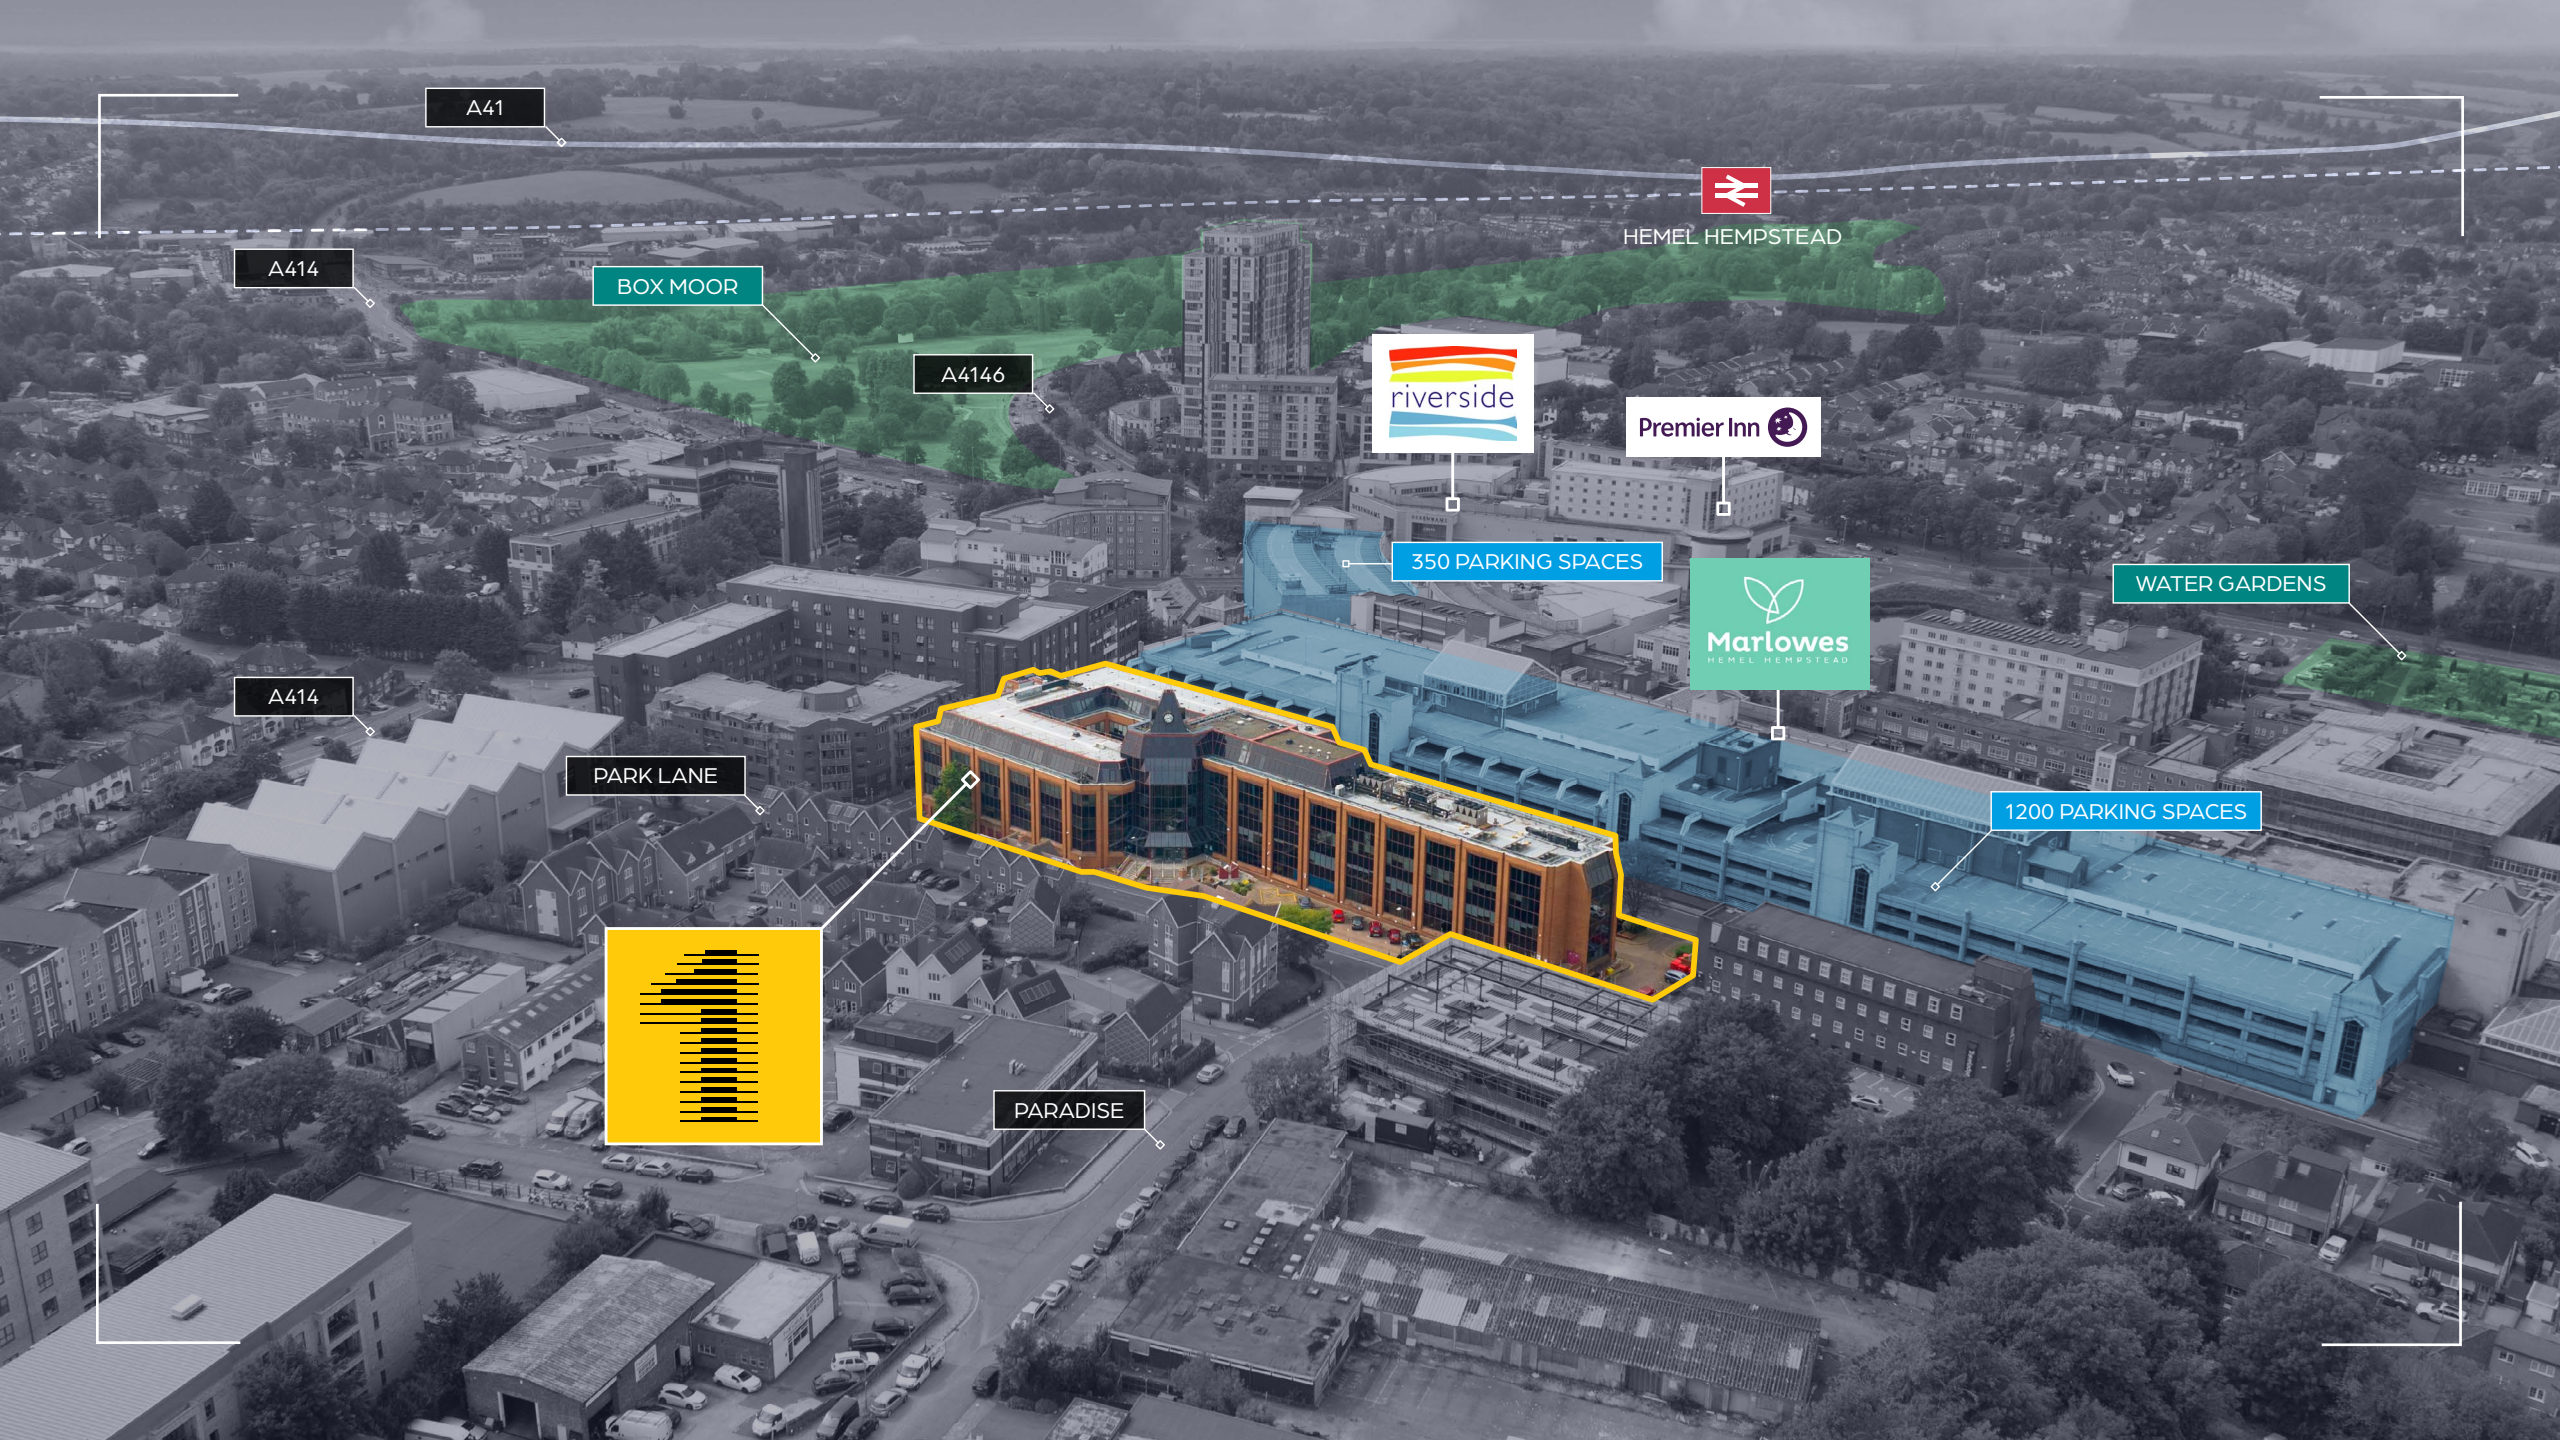 A41
HEMEL HEMPSTEAD
A414
BOX MOOR
A4146
riverside
Premier Inn
350 PARKING SPACES
WATER GARDENS
Marlowes
HEMEL HEMPSTEAD
A414
PARK LANE
1200 PARKING SPACES
1
PARADISE